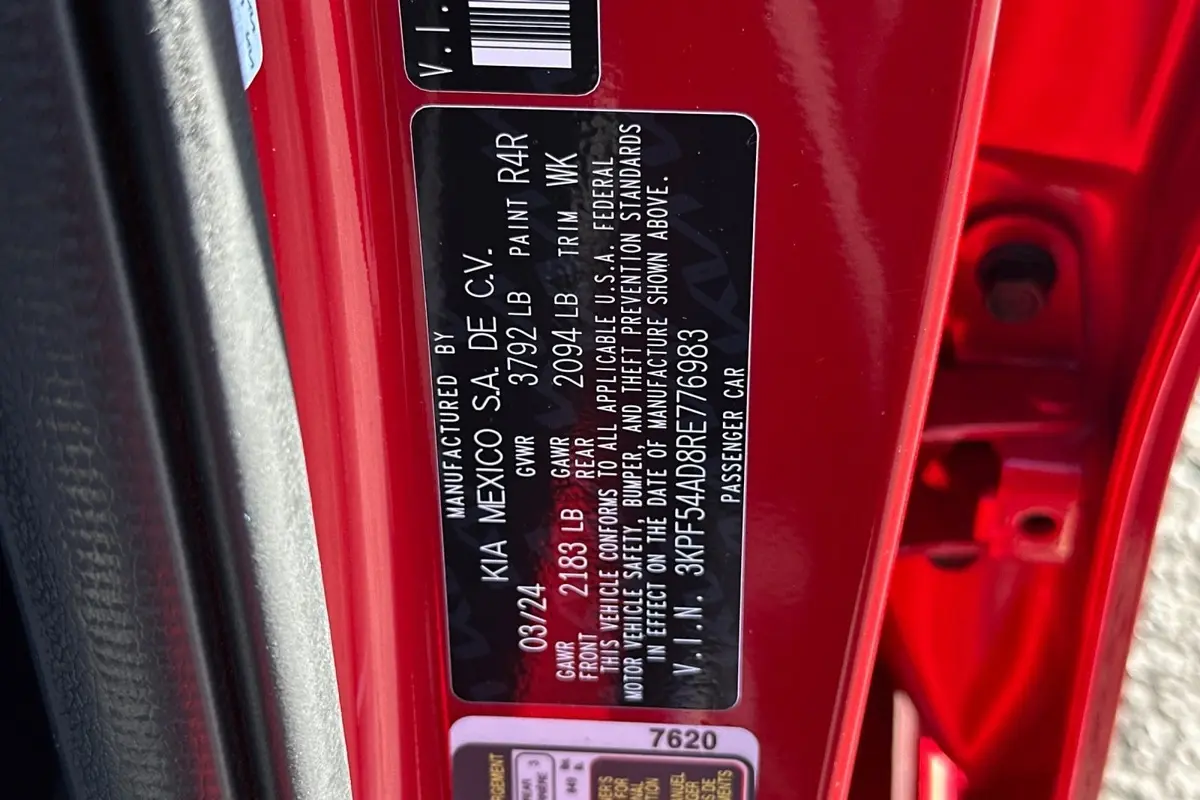 V.I.
MANUFACTURED BY
KIA MEXICO S.A. DE C.V.
03/24 GVWR 3792 LB PAINT R4R
GAWR FRONT 2183 LB GAWR REAR 2094 LB TRIM WK
THIS VEHICLE CONFORMS TO ALL APPLICABLE U.S.A. FEDERAL
MOTOR VEHICLE SAFETY, BUMPER, AND THEFT PREVENTION STANDARDS
IN EFFECT ON THE DATE OF MANUFACTURE SHOWN ABOVE.
V.I.N. 3KPF54AD8RE776983
PASSENGER CAR
7620